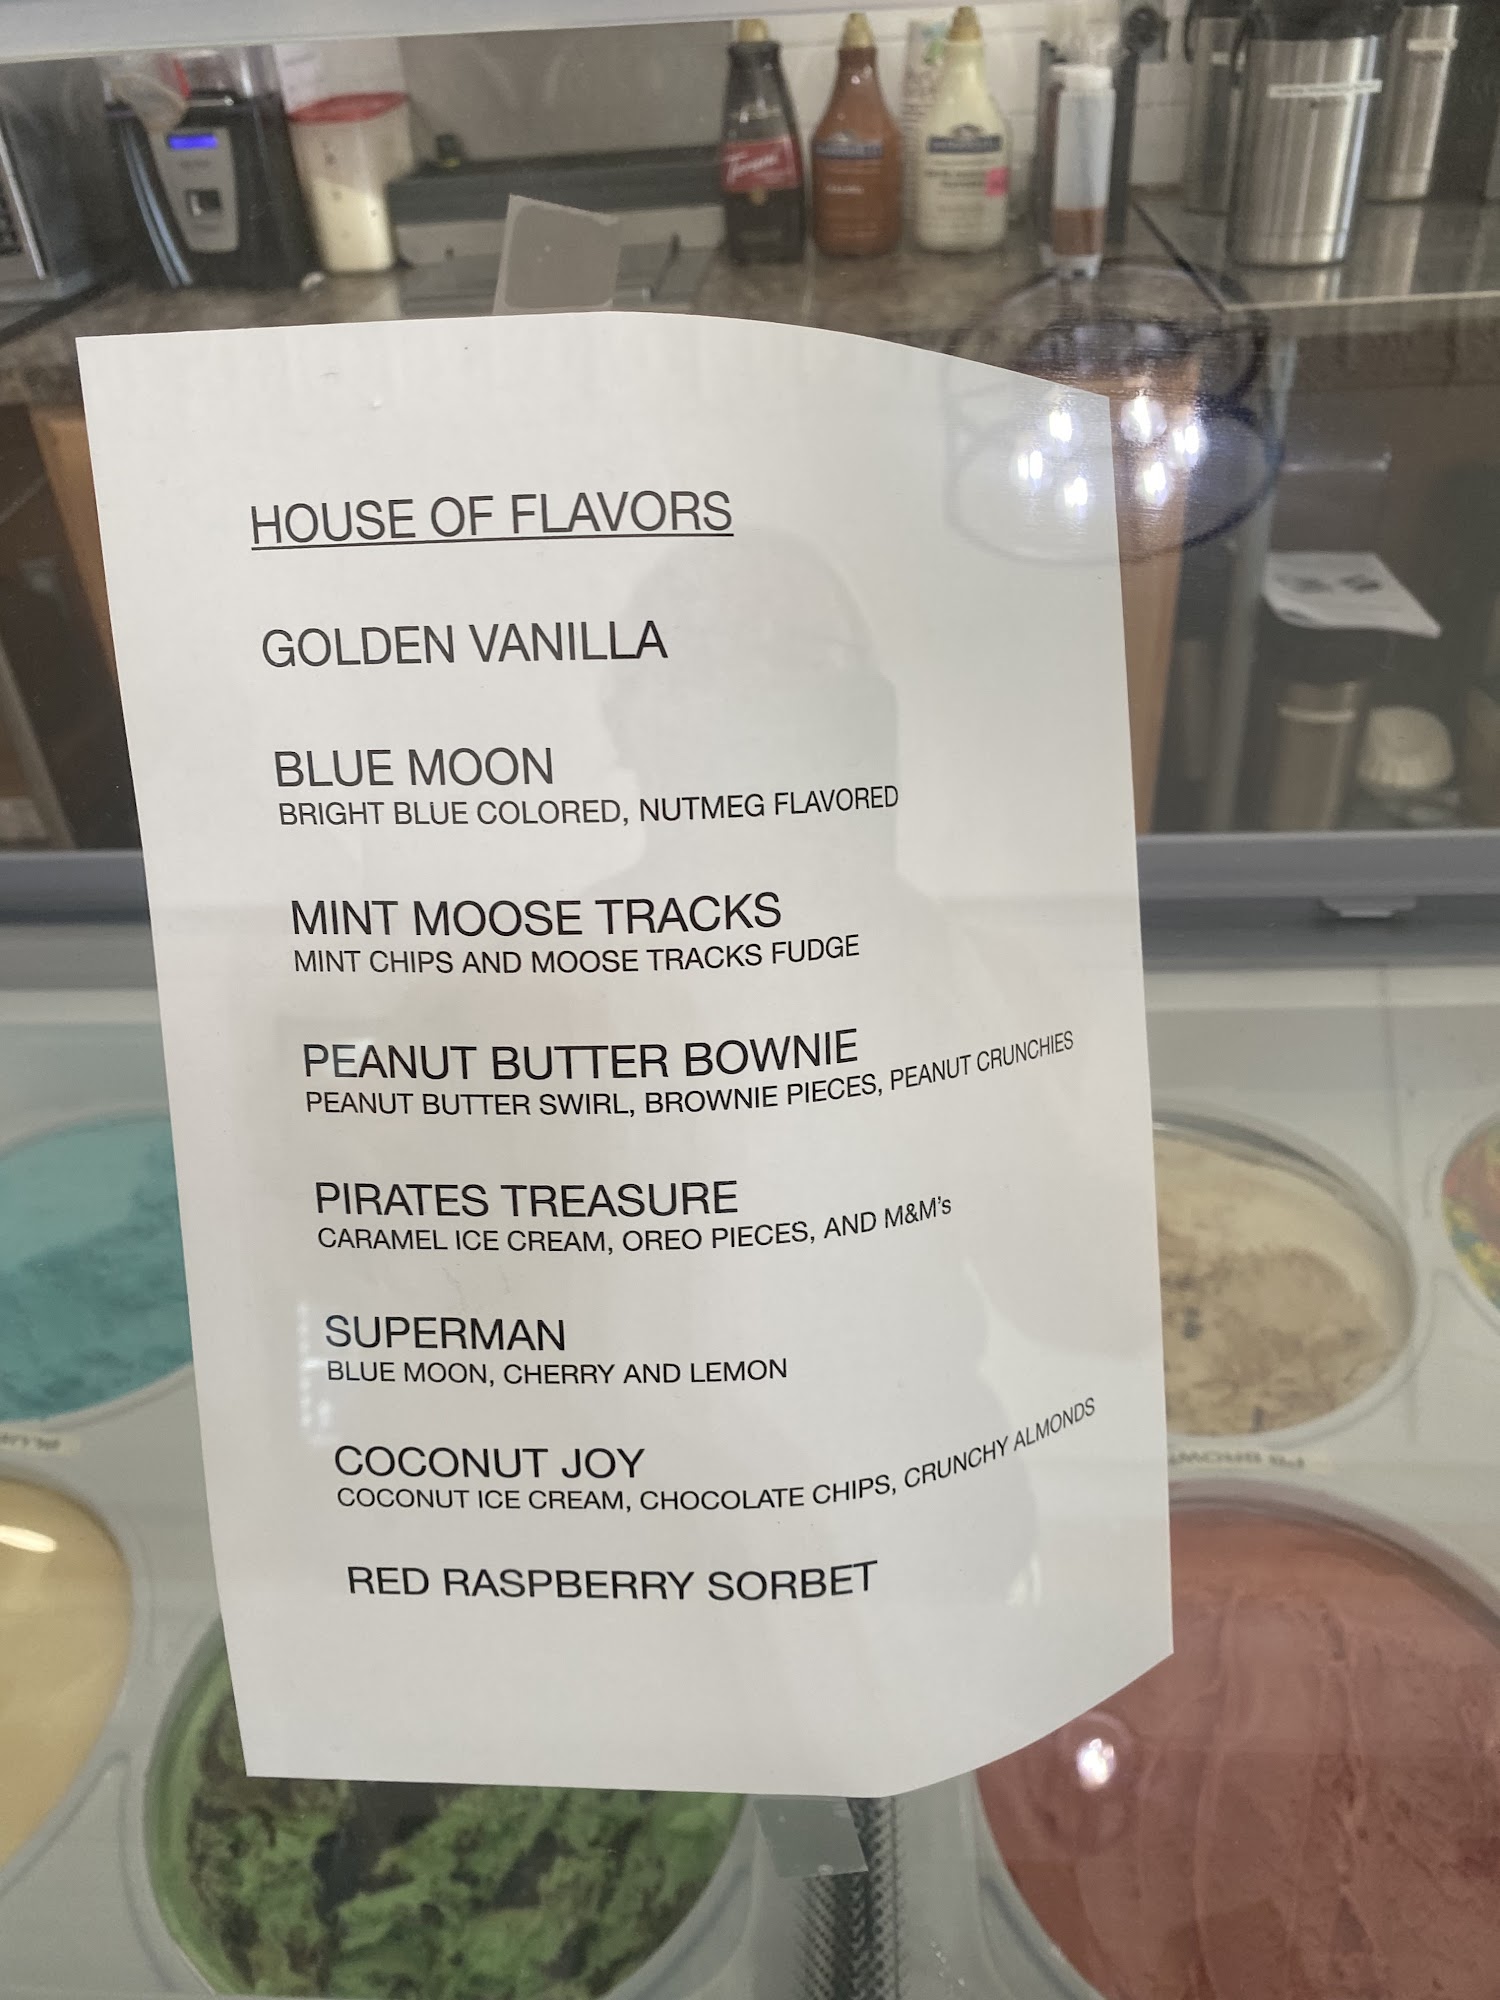 Torani
HOUSE OF FLAVORS
GOLDEN VANILLA
BLUE MOON
BRIGHT BLUE COLORED, NUTMEG FLAVORED
MINT MOOSE TRACKS
MINT CHIPS AND MOOSE TRACKS FUDGE
PEANUT BUTTER BOWNIE
PEANUT BUTTER SWIRL, BROWNIE PIECES, PEANUT CRUNCHIES
PIRATES TREASURE
CARAMEL ICE CREAM, OREO PIECES, AND M&M's
SUPERMAN
BLUE MOON, CHERRY AND LEMON
COCONUT JOY
COCONUT ICE CREAM, CHOCOLATE CHIPS, CRUNCHY ALMONDS
RED RASPBERRY SORBET